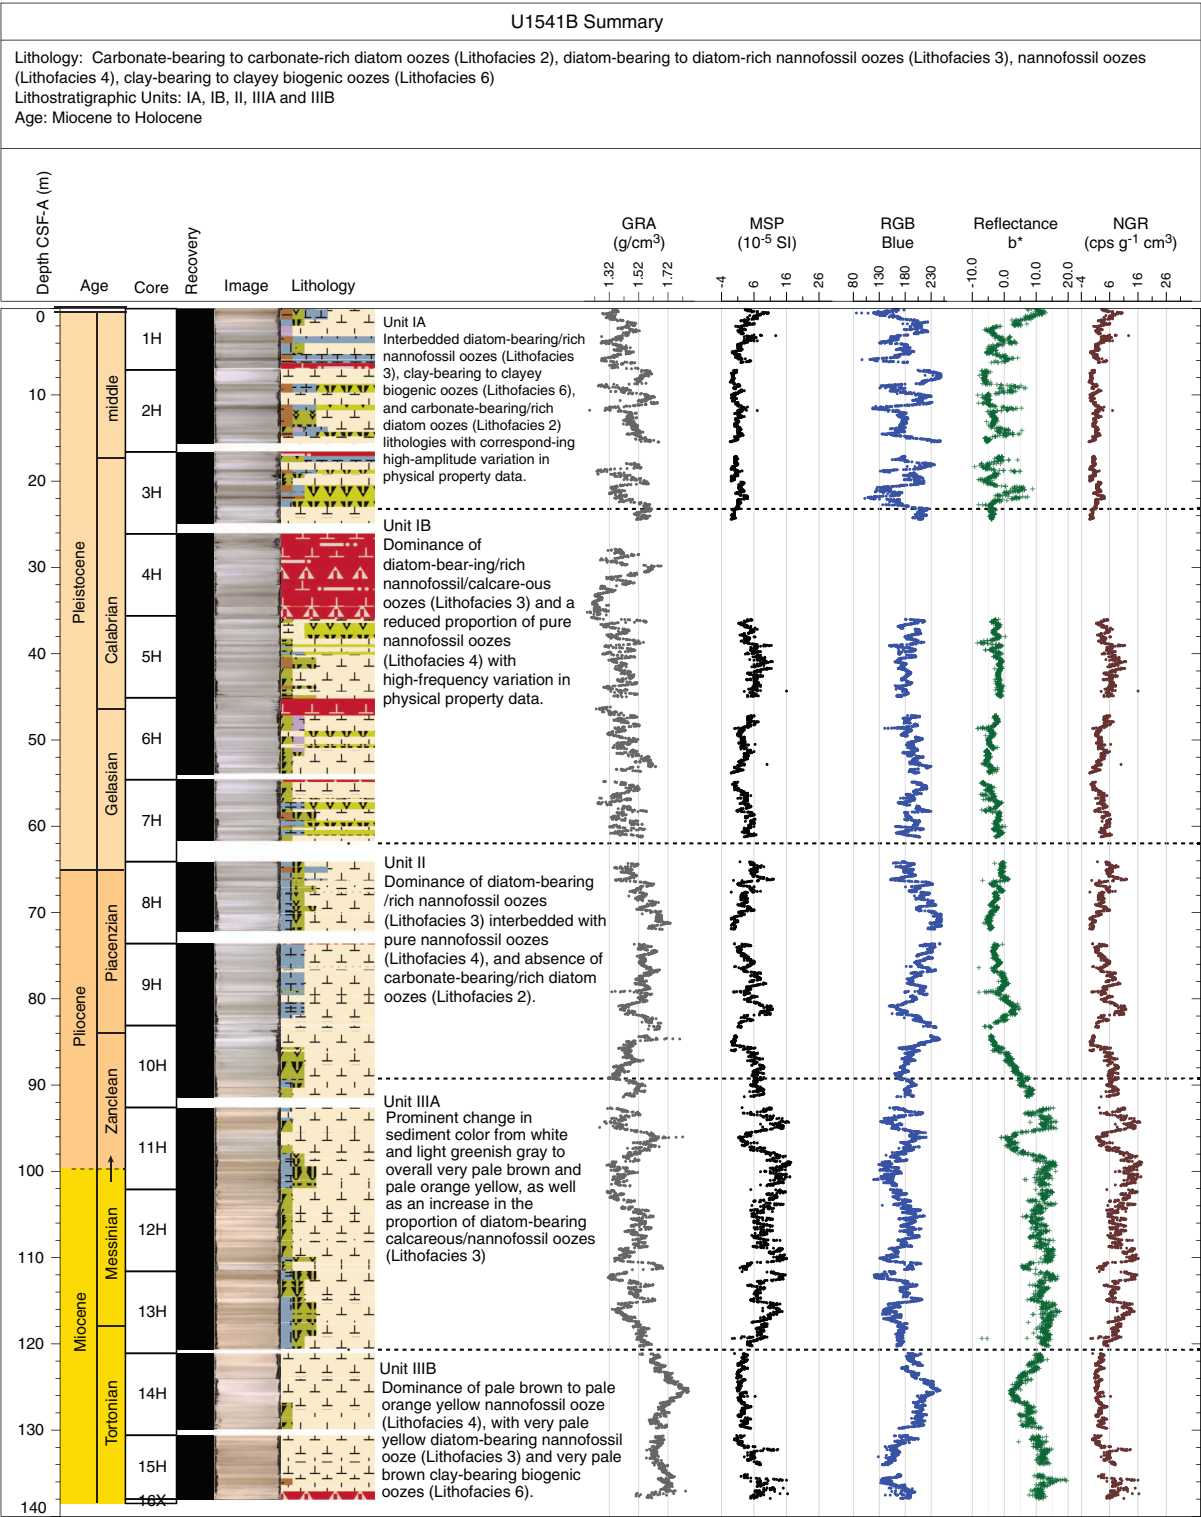 U1541B Summary
Lithology: Carbonate-bearing to carbonate-rich diatom oozes (Lithofacies 2), diatom-bearing to diatom-rich nannofossil oozes (Lithofacies 3), nannofossil oozes
(Lithofacies 4), clay-bearing to clayey biogenic oozes (Lithofacies 6)
Lithostratigraphic Units: IA, IB, II, IIIA and IIIB
Age: Miocene to Holocene
Depth CSF-A (m)
Age
Core
Recovery
Image
Lithology
GRA
(g/cm3)
MSP
(10-5 SI)
RGB
Blue
Reflectance
b*
NGR
(cps g-1 cm3)
1.32
1.52
1.72
-4
6
16
26
80
130
180
230
-10.0
0.0
10.0
20.0
-4
6
16
26
0
10
20
30
40
50
60
70
80
90
100
110
120
130
140
Pleistocene
Pliocene
Miocene
middle
Calabrian
Gelasian
Piacenzian
Zanclean
Messinian
Tortonian
1H
2H
3H
4H
5H
6H
7H
8H
9H
10H
11H
12H
13H
14H
15H
16X
Unit IA
Interbedded diatom-bearing/rich
nannofossil oozes (Lithofacies
3), clay-bearing to clayey
biogenic oozes (Lithofacies 6),
and carbonate-bearing/rich
diatom oozes (Lithofacies 2)
lithologies with correspond-ing
high-amplitude variation in
physical property data.
Unit IB
Dominance of
diatom-bear-ing/rich
nannofossil/calcare-ous
oozes (Lithofacies 3) and a
reduced proportion of pure
nannofossil oozes
(Lithofacies 4) with
high-frequency variation in
physical property data.
Unit II
Dominance of diatom-bearing
/rich nannofossil oozes
(Lithofacies 3) interbedded with
pure nannofossil oozes
(Lithofacies 4), and absence of
carbonate-bearing/rich diatom
oozes (Lithofacies 2).
Unit IIIA
Prominent change in
sediment color from white
and light greenish gray to
overall very pale brown and
pale orange yellow, as well
as an increase in the
proportion of diatom-bearing
calcareous/nannofossil oozes
(Lithofacies 3)
Unit IIIB
Dominance of pale brown to pale
orange yellow nannofossil ooze
(Lithofacies 4), with very pale
yellow diatom-bearing nannofossil
ooze (Lithofacies 3) and very pale
brown clay-bearing biogenic
oozes (Lithofacies 6).